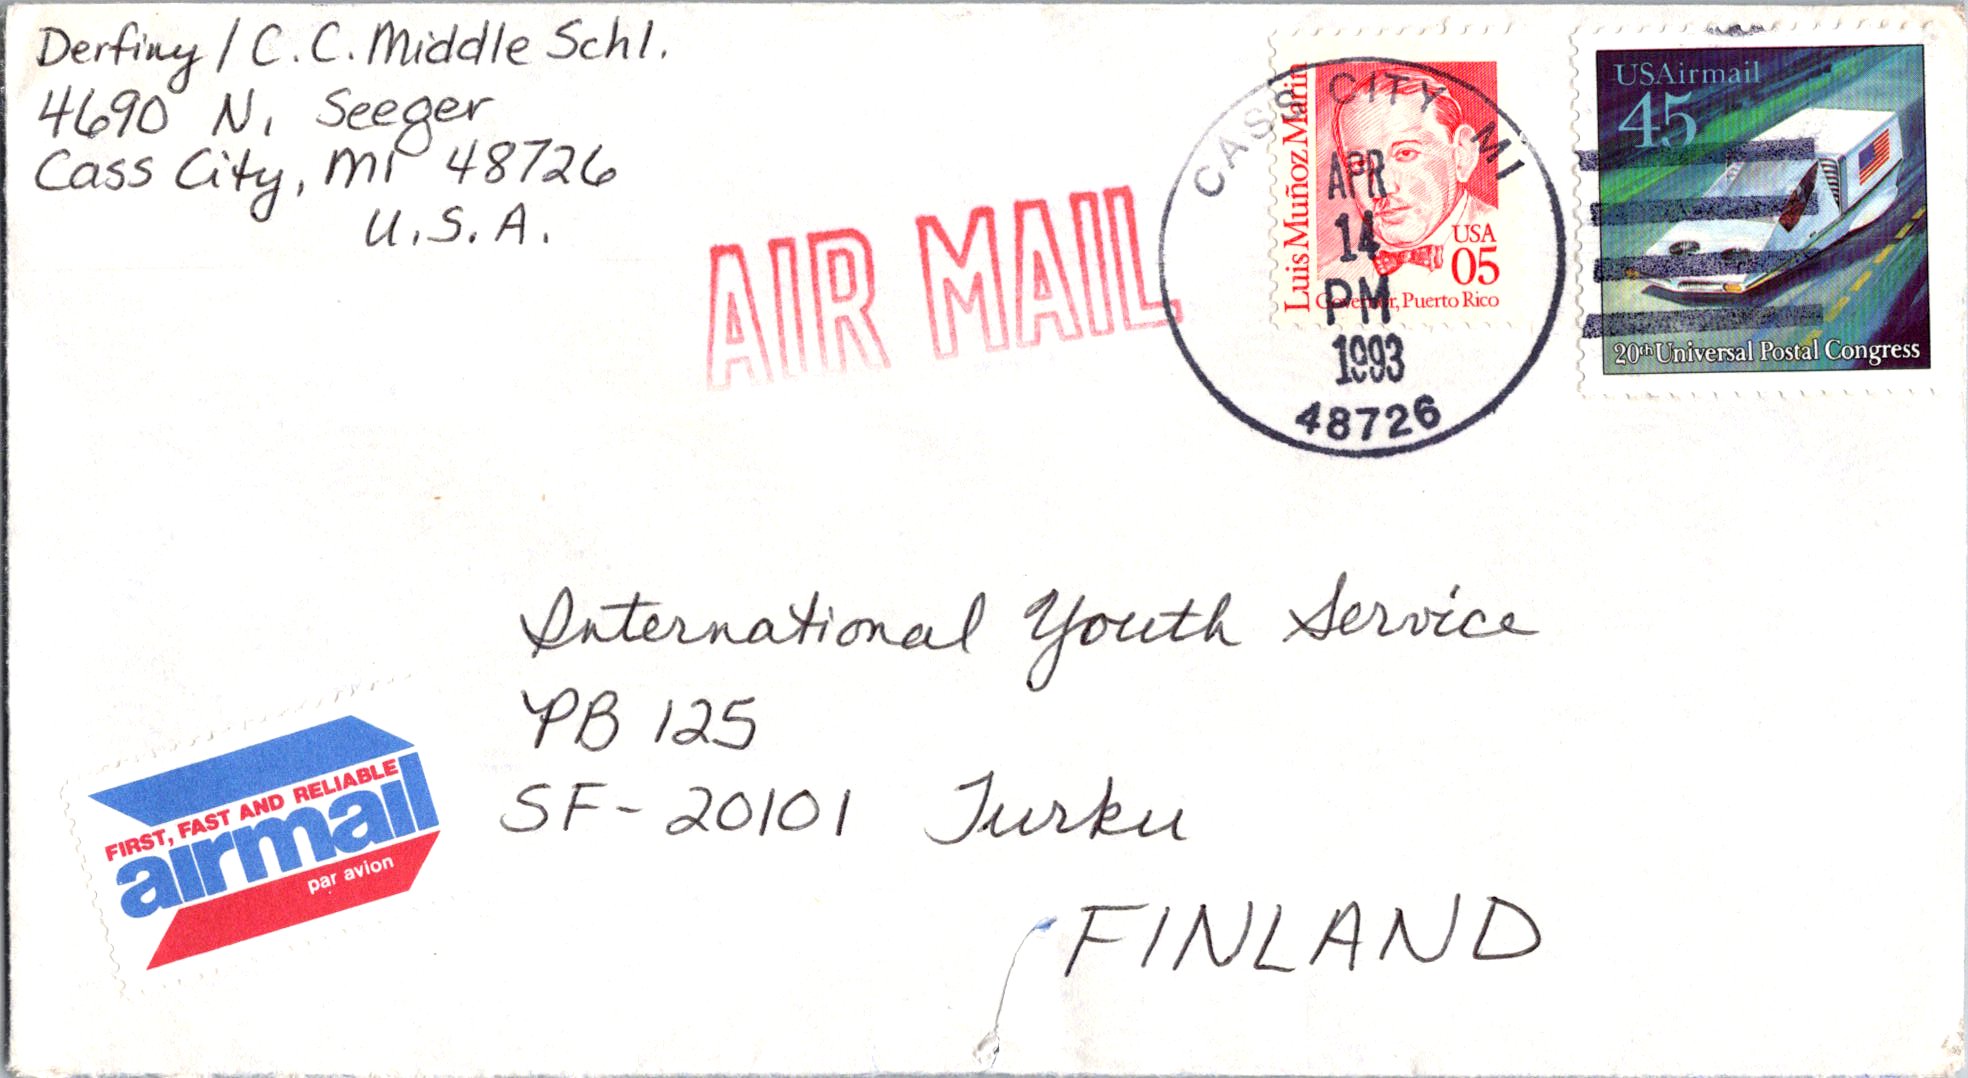 Derfiny / C.C. Middle Schl.
4690 N. Seeger
Cass City, MI 48726
U.S.A.
AIR MAIL
CASS CITY MI
APR
14
PM
1993
48726
Luis Muñoz Marin
USA
05
Governor, Puerto Rico
USAirmail
45
20th Universal Postal Congress
International Youth Service
PB 125
SF-20101 Turku
FINLAND
FIRST, FAST AND RELIABLE
airmail
par avion